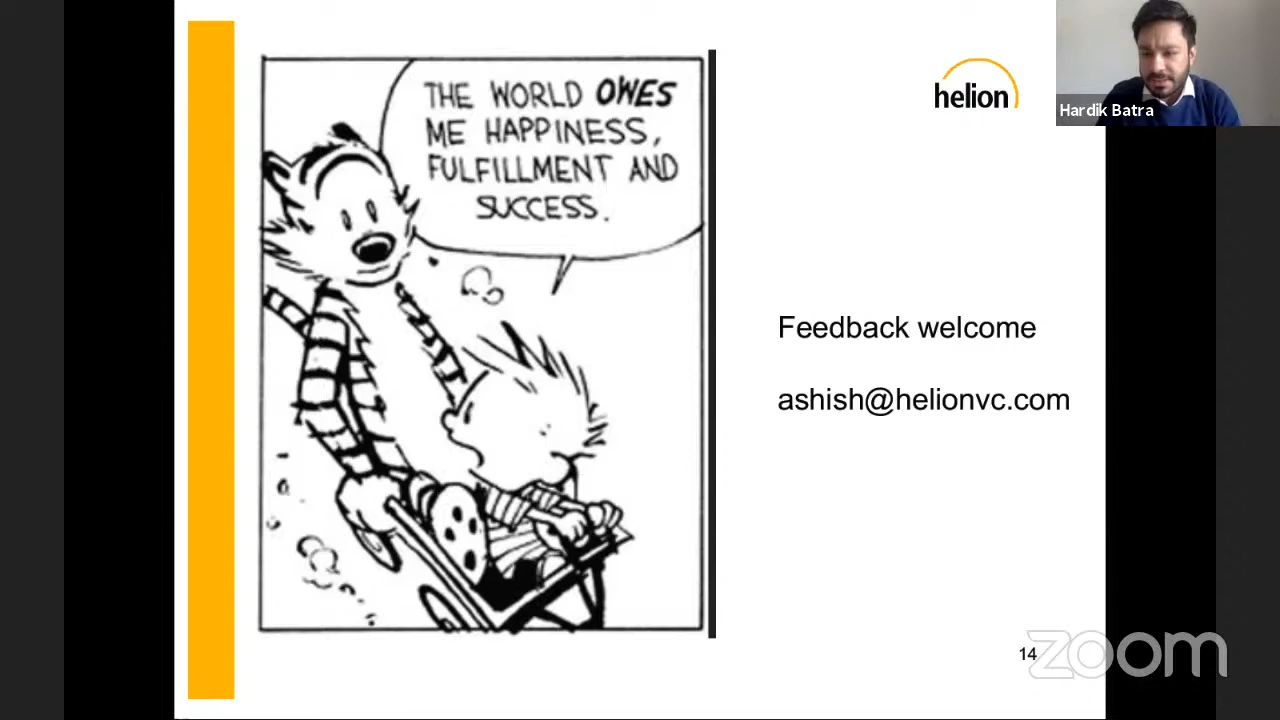 THE WORLD OWES
ME HAPPINESS,
FULFILLMENT AND
SUCCESS.
helion
Hardik Batra
Feedback welcome
ashish@helionvc.com
14
zoom